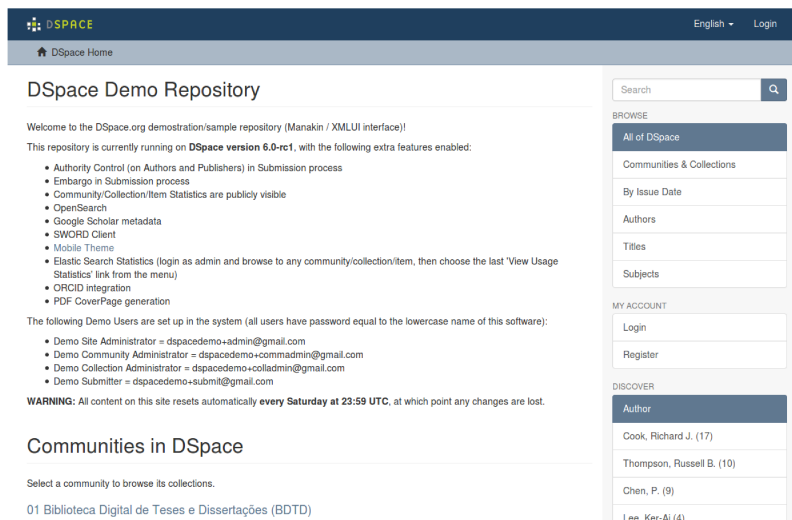 DSPACE
English
Login
DSpace Home
DSpace Demo Repository
Welcome to the DSpace.org demostration/sample repository (Manakin / XMLUI interface)!
This repository is currently running on DSpace version 6.0-rc1, with the following extra features enabled:
Authority Control (on Authors and Publishers) in Submission process
Embargo in Submission process
Community/Collection/Item Statistics are publicly visible
OpenSearch
Google Scholar metadata
SWORD Client
Mobile Theme
Elastic Search Statistics (login as admin and browse to any community/collection/item, then choose the last 'View Usage
Statistics' link from the menu)
ORCID integration
PDF CoverPage generation
The following Demo Users are set up in the system (all users have password equal to the lowercase name of this software):
Demo Site Administrator = dspacedemo+admin@gmail.com
Demo Community Administrator = dspacedemo+commadmin@gmail.com
Demo Collection Administrator = dspacedemo+colladmin@gmail.com
Demo Submitter = dspacedemo+submit@gmail.com
WARNING: All content on this site resets automatically every Saturday at 23:59 UTC, at which point any changes are lost.
Communities in DSpace
Select a community to browse its collections.
01 Biblioteca Digital de Teses e Dissertações (BDTD)
Search
BROWSE
All of DSpace
Communities & Collections
By Issue Date
Authors
Titles
Subjects
MY ACCOUNT
Login
Register
DISCOVER
Author
Cook, Richard J. (17)
Thompson, Russell B. (10)
Chen, P. (9)
Lee, Ker-Ai (4)